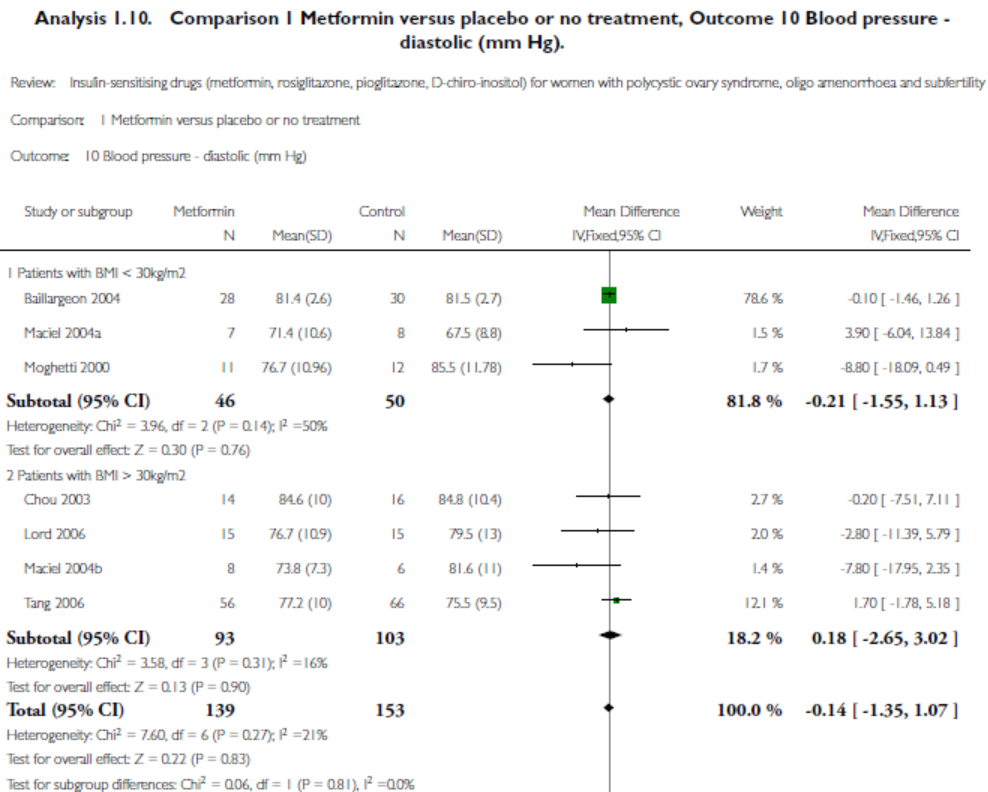 Analysis 1.10. Comparison 1 Metformin versus placebo or no treatment, Outcome 10 Blood pressure -
diastolic (mm Hg).
Review: Insulin-sensitising drugs (metformin, rosiglitazone, pioglitazone, D-chiro-inositol) for women with polycystic ovary syndrome, oligo amenorrhoea and subfertility
Comparison: 1 Metformin versus placebo or no treatment
Outcome: 10 Blood pressure - diastolic (mm Hg)
Study or subgroup Metformin Control Mean Difference Weight Mean Difference
N Mean(SD) N Mean(SD) IV,Fixed,95% CI IV,Fixed,95% CI
1 Patients with BMI < 30kg/m2
Baillargeon 2004 28 81.4 (2.6) 30 81.5 (2.7) 78.6 % -0.10 [ -1.46, 1.26 ]
Maciel 2004a 7 71.4 (10.6) 8 67.5 (8.8) 1.5 % 3.90 [ -6.04, 13.84 ]
Moghetti 2000 11 76.7 (10.96) 12 85.5 (11.78) 1.7 % -8.80 [ -18.09, 0.49 ]
Subtotal (95% CI) 46 50 81.8 % -0.21 [ -1.55, 1.13 ]
Heterogeneity: Chi² = 3.96, df = 2 (P = 0.14); I² =50%
Test for overall effect: Z = 0.30 (P = 0.76)
2 Patients with BMI > 30kg/m2
Chou 2003 14 84.6 (10) 16 84.8 (10.4) 2.7 % -0.20 [ -7.51, 7.11 ]
Lord 2006 15 76.7 (10.9) 15 79.5 (13) 2.0 % -2.80 [ -11.39, 5.79 ]
Maciel 2004b 8 73.8 (7.3) 6 81.6 (11) 1.4 % -7.80 [ -17.95, 2.35 ]
Tang 2006 56 77.2 (10) 66 75.5 (9.5) 12.1 % 1.70 [ -1.78, 5.18 ]
Subtotal (95% CI) 93 103 18.2 % 0.18 [ -2.65, 3.02 ]
Heterogeneity: Chi² = 3.58, df = 3 (P = 0.31); I² =16%
Test for overall effect: Z = 0.13 (P = 0.90)
Total (95% CI) 139 153 100.0 % -0.14 [ -1.35, 1.07 ]
Heterogeneity: Chi² = 7.60, df = 6 (P = 0.27); I² =21%
Test for overall effect: Z = 0.22 (P = 0.83)
Test for subgroup differences: Chi² = 0.06, df = 1 (P = 0.81), I² =0.0%